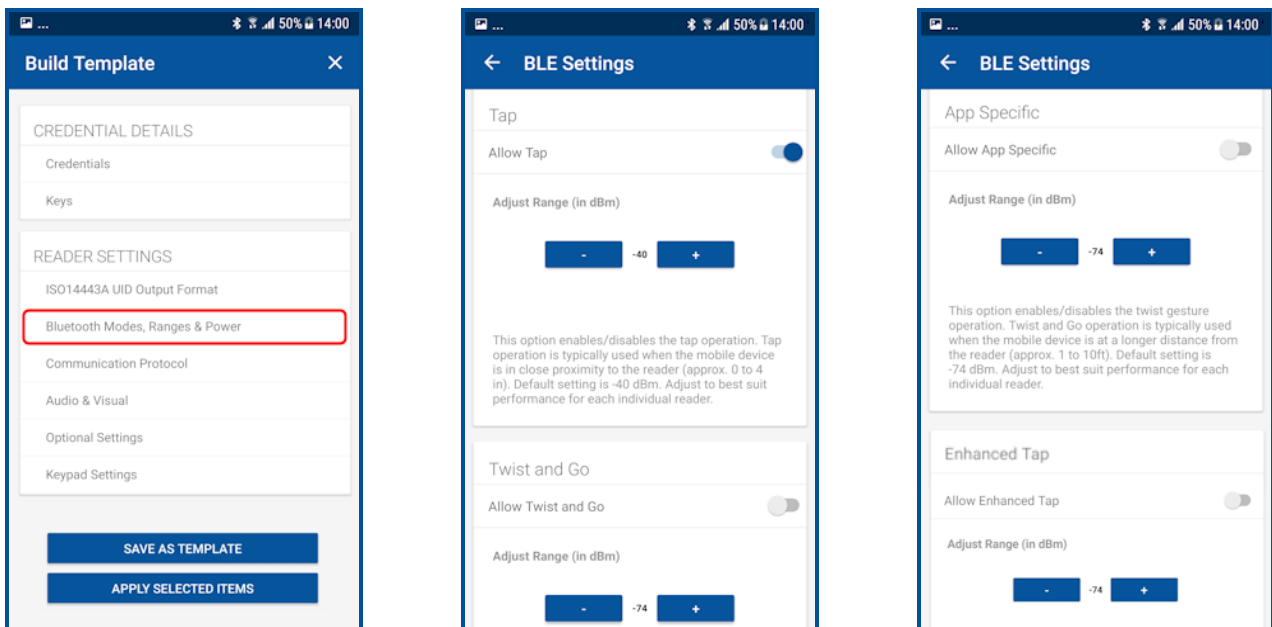 ... 50% 14:00
Build Template ×
CREDENTIAL DETAILS
Credentials
Keys
READER SETTINGS
ISO14443A UID Output Format
Bluetooth Modes, Ranges & Power
Communication Protocol
Audio & Visual
Optional Settings
Keypad Settings
SAVE AS TEMPLATE
APPLY SELECTED ITEMS
... 50% 14:00
BLE Settings
Tap
Allow Tap
Adjust Range (in dBm)
- -40 +
This option enables/disables the tap operation. Tap
operation is typically used when the mobile device
is in close proximity to the reader (approx. 0 to 4
in). Default setting is -40 dBm. Adjust to best suit
performance for each individual reader.
Twist and Go
Allow Twist and Go
Adjust Range (in dBm)
- -74 +
... 50% 14:00
BLE Settings
App Specific
Allow App Specific
Adjust Range (in dBm)
- -74 +
This option enables/disables the twist gesture
operation. Twist and Go operation is typically used
when the mobile device is at a longer distance from
the reader (approx. 1 to 10ft). Default setting is
-74 dBm. Adjust to best suit performance for each
individual reader.
Enhanced Tap
Allow Enhanced Tap
Adjust Range (in dBm)
- -74 +